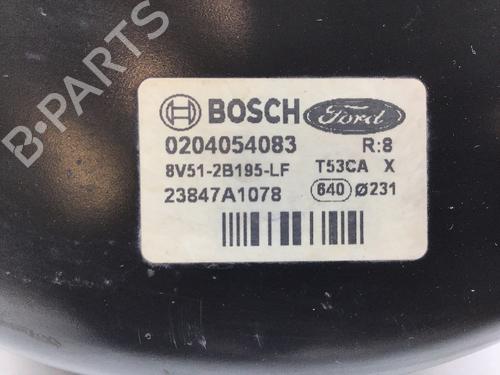 B-PARTS
BOSCH Ford
0204054083 R:8
8V51-2B195-LF T53CA X
23847A1078 640 ø231